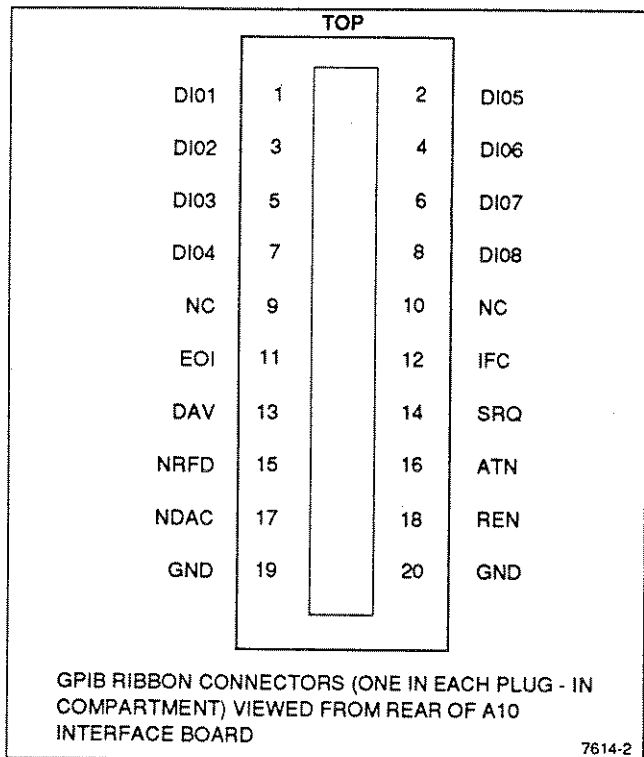 TOP
DI01 1 2 DI05
DI02 3 4 DI06
DI03 5 6 DI07
DI04 7 8 DI08
NC 9 10 NC
EOI 11 12 IFC
DAV 13 14 SRQ
NRFD 15 16 ATN
NDAC 17 18 REN
GND 19 20 GND
GPIB RIBBON CONNECTORS (ONE IN EACH PLUG - IN
COMPARTMENT) VIEWED FROM REAR OF A10
INTERFACE BOARD
7614-2